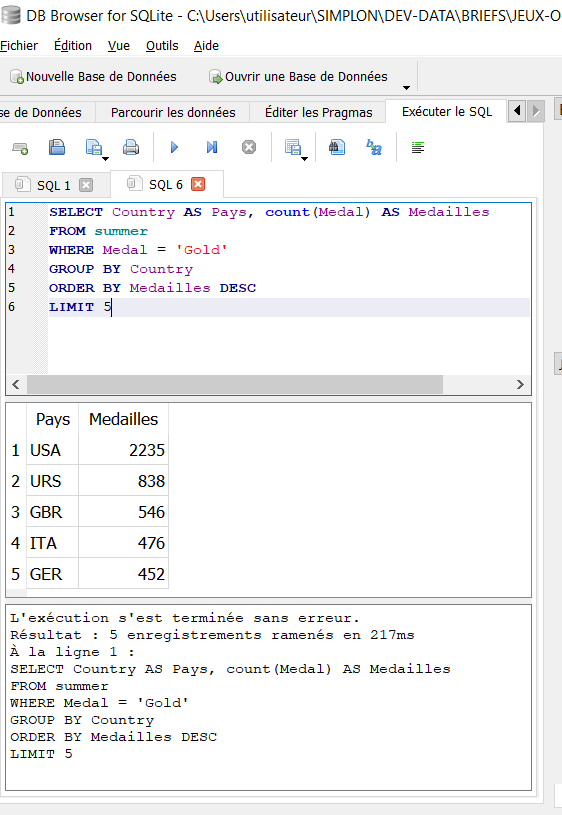 DB Browser for SQLite - C:\Users\utilisateur\SIMPLON\DEV-DATA\BRIEFS\JEUX-O
Fichier Édition Vue Outils Aide
Nouvelle Base de Données Ouvrir une Base de Données
se de Données Parcourir les données Éditer les Pragmas Exécuter le SQL
SQL 1 SQL 6
1 SELECT Country AS Pays, count(Medal) AS Medailles
2 FROM summer
3 WHERE Medal = 'Gold'
4 GROUP BY Country
5 ORDER BY Medailles DESC
6 LIMIT 5
Pays Medailles
1 USA 2235
2 URS 838
3 GBR 546
4 ITA 476
5 GER 452
L'exécution s'est terminée sans erreur.
Résultat : 5 enregistrements ramenés en 217ms
À la ligne 1 :
SELECT Country AS Pays, count(Medal) AS Medailles
FROM summer
WHERE Medal = 'Gold'
GROUP BY Country
ORDER BY Medailles DESC
LIMIT 5